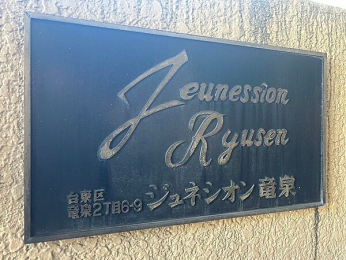 Jeunession
Ryusen
台東区
竜泉2丁目6-9
ジュネシオン竜泉